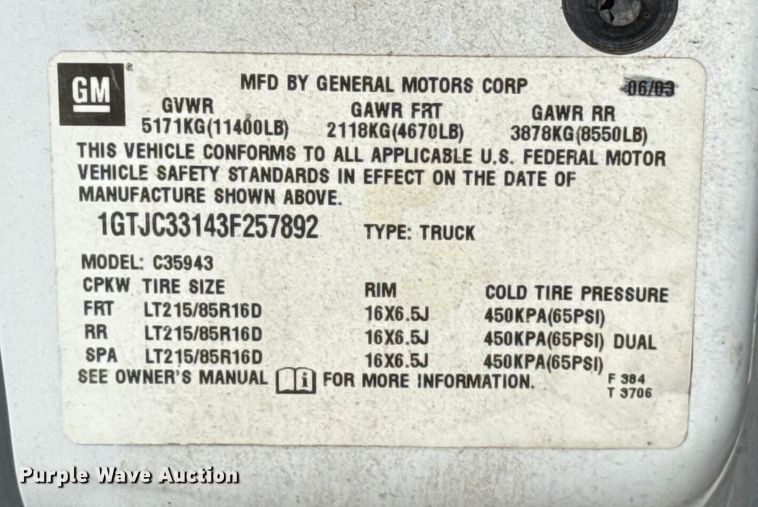 GM®
MFD BY GENERAL MOTORS CORP 06/03
GVWR GAWR FRT GAWR RR
5171KG(11400LB) 2118KG(4670LB) 3878KG(8550LB)
THIS VEHICLE CONFORMS TO ALL APPLICABLE U.S. FEDERAL MOTOR
VEHICLE SAFETY STANDARDS IN EFFECT ON THE DATE OF
MANUFACTURE SHOWN ABOVE.
1GTJC33143F257892 TYPE: TRUCK
MODEL: C35943
CPKW TIRE SIZE RIM COLD TIRE PRESSURE
FRT LT215/85R16D 16X6.5J 450KPA(65PSI)
RR LT215/85R16D 16X6.5J 450KPA(65PSI) DUAL
SPA LT215/85R16D 16X6.5J 450KPA(65PSI)
SEE OWNER'S MANUAL i FOR MORE INFORMATION.
F 384
T 3706
Purple Wave Auction